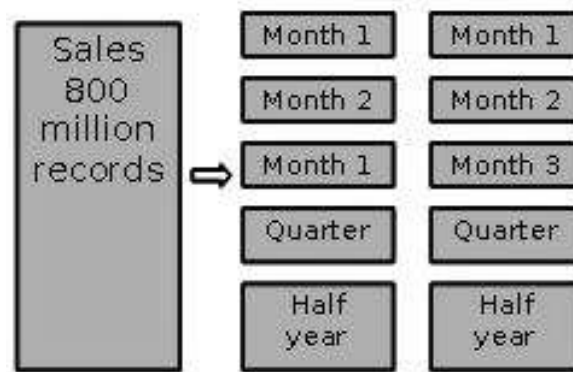 Sales
800
million
records
Month 1
Month 2
Month 1
Quarter
Half
year
Month 1
Month 2
Month 3
Quarter
Half
year